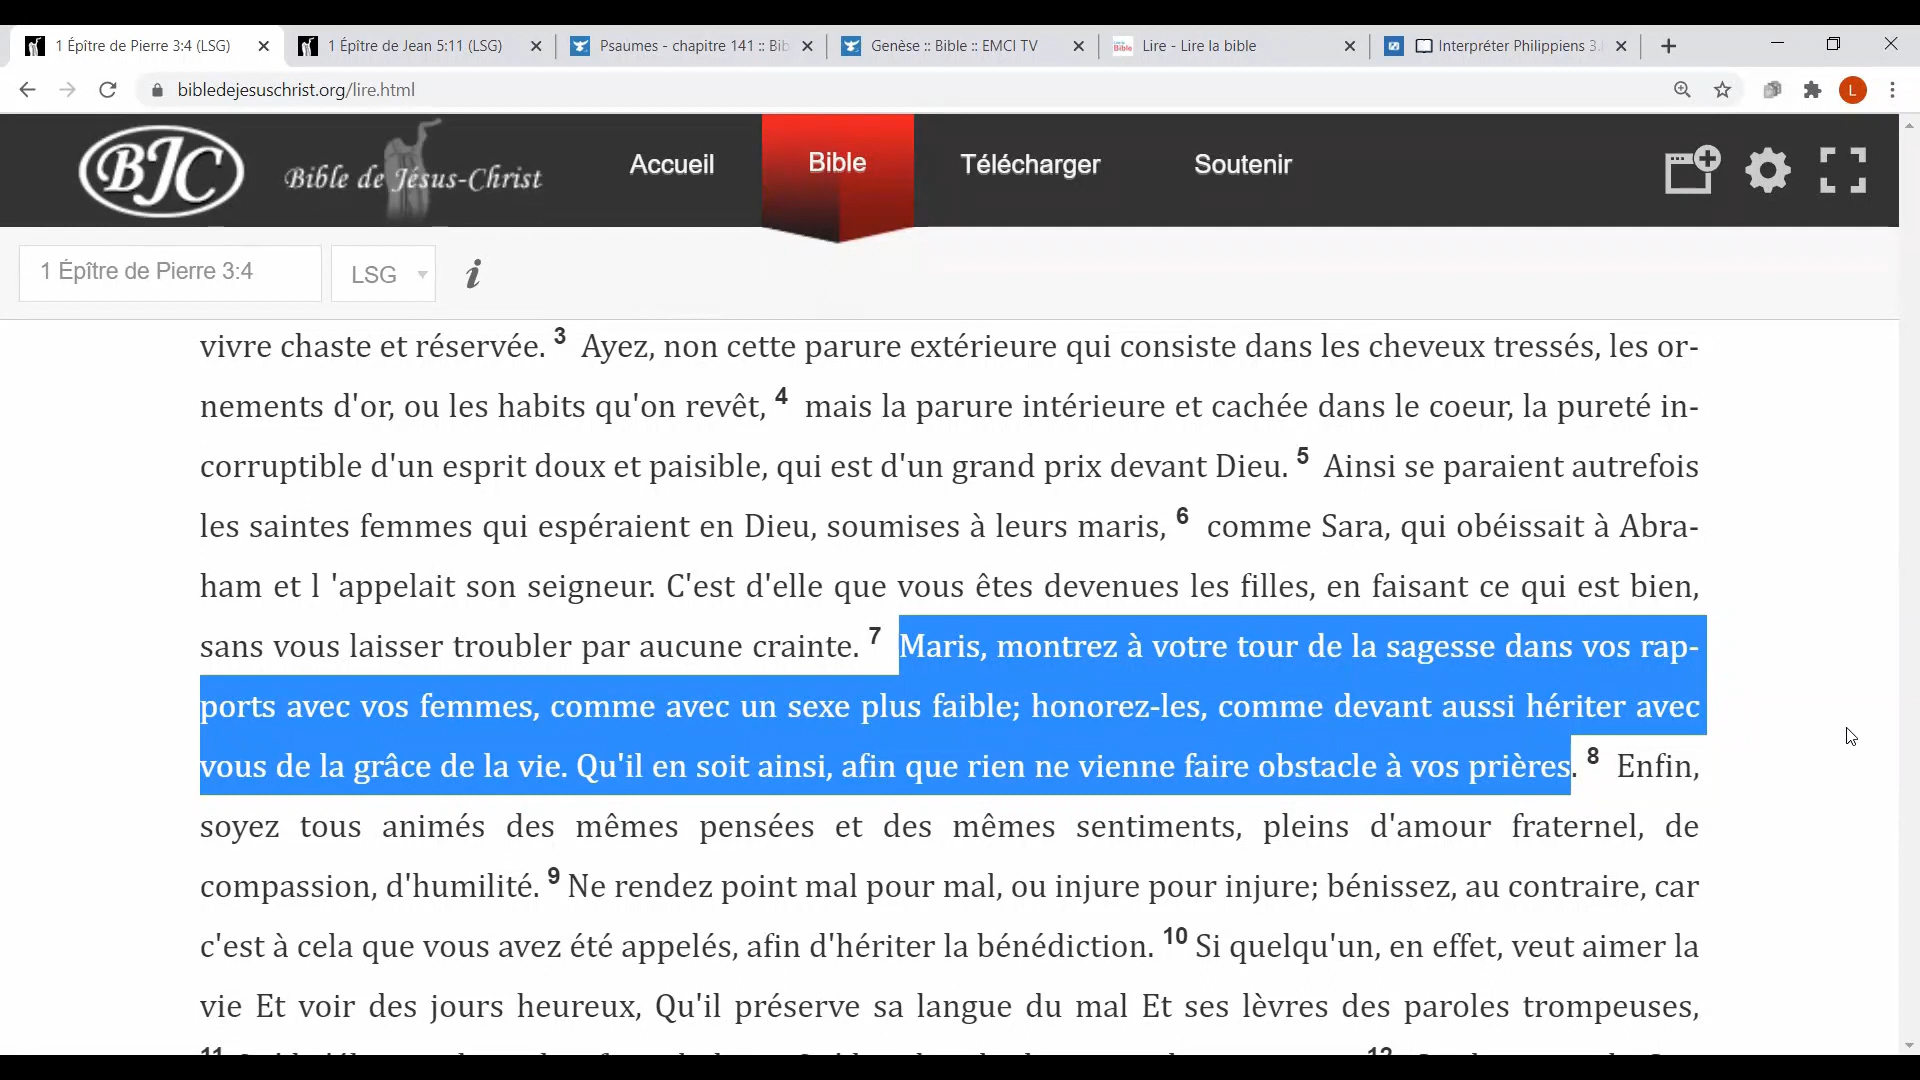 1 Épître de Pierre 3:4 (LSG)
1 Épître de Jean 5:11 (LSG)
Psaumes - chapitre 141 :: Bib
Genèse :: Bible :: EMCI TV
Lire - Lire la bible
Interpréter Philippiens 3.
bibledejesuschrist.org/lire.html
L
BJC
Bible de Jésus-Christ
Accueil
Bible
Télécharger
Soutenir
1 Épître de Pierre 3:4
LSG
i
vivre chaste et réservée. 3 Ayez, non cette parure extérieure qui consiste dans les cheveux tressés, les or-
nements d'or, ou les habits qu'on revêt, 4 mais la parure intérieure et cachée dans le coeur, la pureté in-
corruptible d'un esprit doux et paisible, qui est d'un grand prix devant Dieu. 5 Ainsi se paraient autrefois
les saintes femmes qui espéraient en Dieu, soumises à leurs maris, 6 comme Sara, qui obéissait à Abra-
ham et l 'appelait son seigneur. C'est d'elle que vous êtes devenues les filles, en faisant ce qui est bien,
sans vous laisser troubler par aucune crainte. 7 Maris, montrez à votre tour de la sagesse dans vos rap-
ports avec vos femmes, comme avec un sexe plus faible; honorez-les, comme devant aussi hériter avec
vous de la grâce de la vie. Qu'il en soit ainsi, afin que rien ne vienne faire obstacle à vos prières. 8 Enfin,
soyez tous animés des mêmes pensées et des mêmes sentiments, pleins d'amour fraternel, de
compassion, d'humilité. 9 Ne rendez point mal pour mal, ou injure pour injure; bénissez, au contraire, car
c'est à cela que vous avez été appelés, afin d'hériter la bénédiction. 10 Si quelqu'un, en effet, veut aimer la
vie Et voir des jours heureux, Qu'il préserve sa langue du mal Et ses lèvres des paroles trompeuses,
11 12